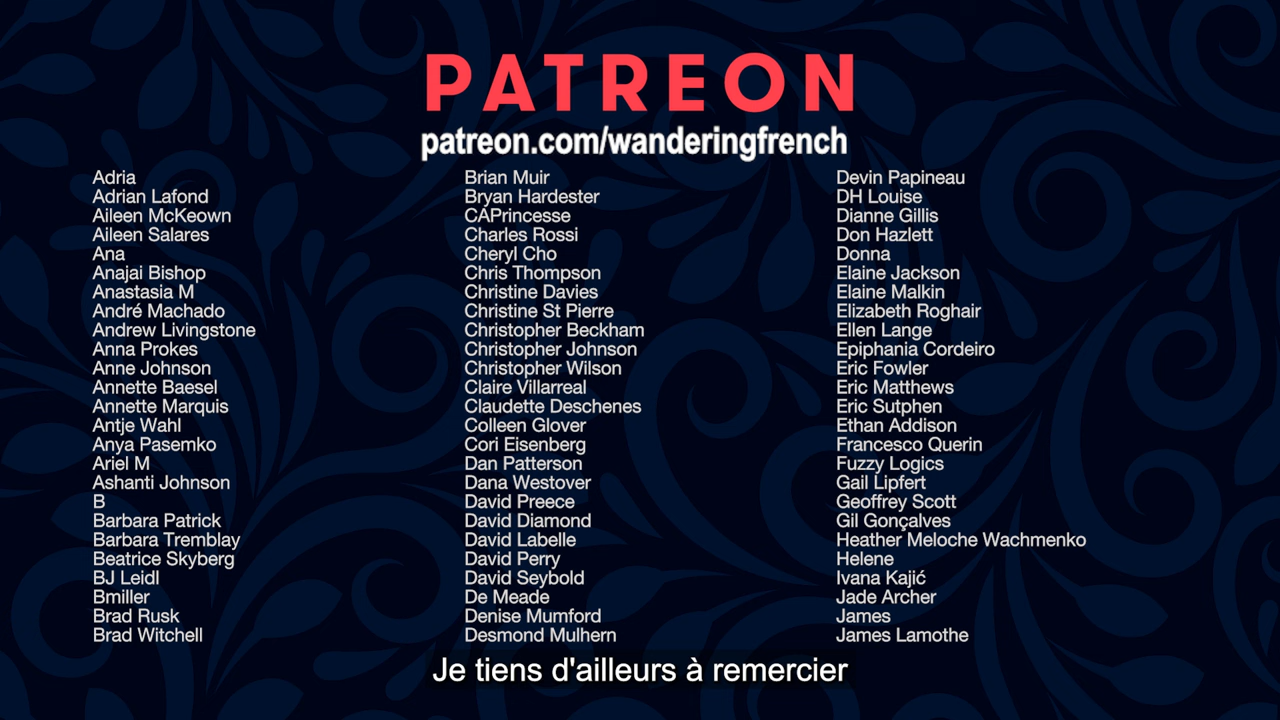 PATREON
patreon.com/wanderingfrench
Adria
Adrian Lafond
Aileen McKeown
Aileen Salares
Ana
Anajai Bishop
Anastasia M
André Machado
Andrew Livingstone
Anna Prokes
Anne Johnson
Annette Baesel
Annette Marquis
Antje Wahl
Anya Pasemko
Ariel M
Ashanti Johnson
B
Barbara Patrick
Barbara Tremblay
Beatrice Skyberg
BJ Leidl
Bmiller
Brad Rusk
Brad Witchell
Brian Muir
Bryan Hardester
CAPrincesse
Charles Rossi
Cheryl Cho
Chris Thompson
Christine Davies
Christine St Pierre
Christopher Beckham
Christopher Johnson
Christopher Wilson
Claire Villarreal
Claudette Deschenes
Colleen Glover
Cori Eisenberg
Dan Patterson
Dana Westover
David Preece
David Diamond
David Labelle
David Perry
David Seybold
De Meade
Denise Mumford
Desmond Mulhern
Devin Papineau
DH Louise
Dianne Gillis
Don Hazlett
Donna
Elaine Jackson
Elaine Malkin
Elizabeth Roghair
Ellen Lange
Epiphania Cordeiro
Eric Fowler
Eric Matthews
Eric Sutphen
Ethan Addison
Francesco Querin
Fuzzy Logics
Gail Lipfert
Geoffrey Scott
Gil Gonçalves
Heather Meloche Wachmenko
Helene
Ivana Kajić
Jade Archer
James
James Lamothe
Je tiens d'ailleurs à remercier